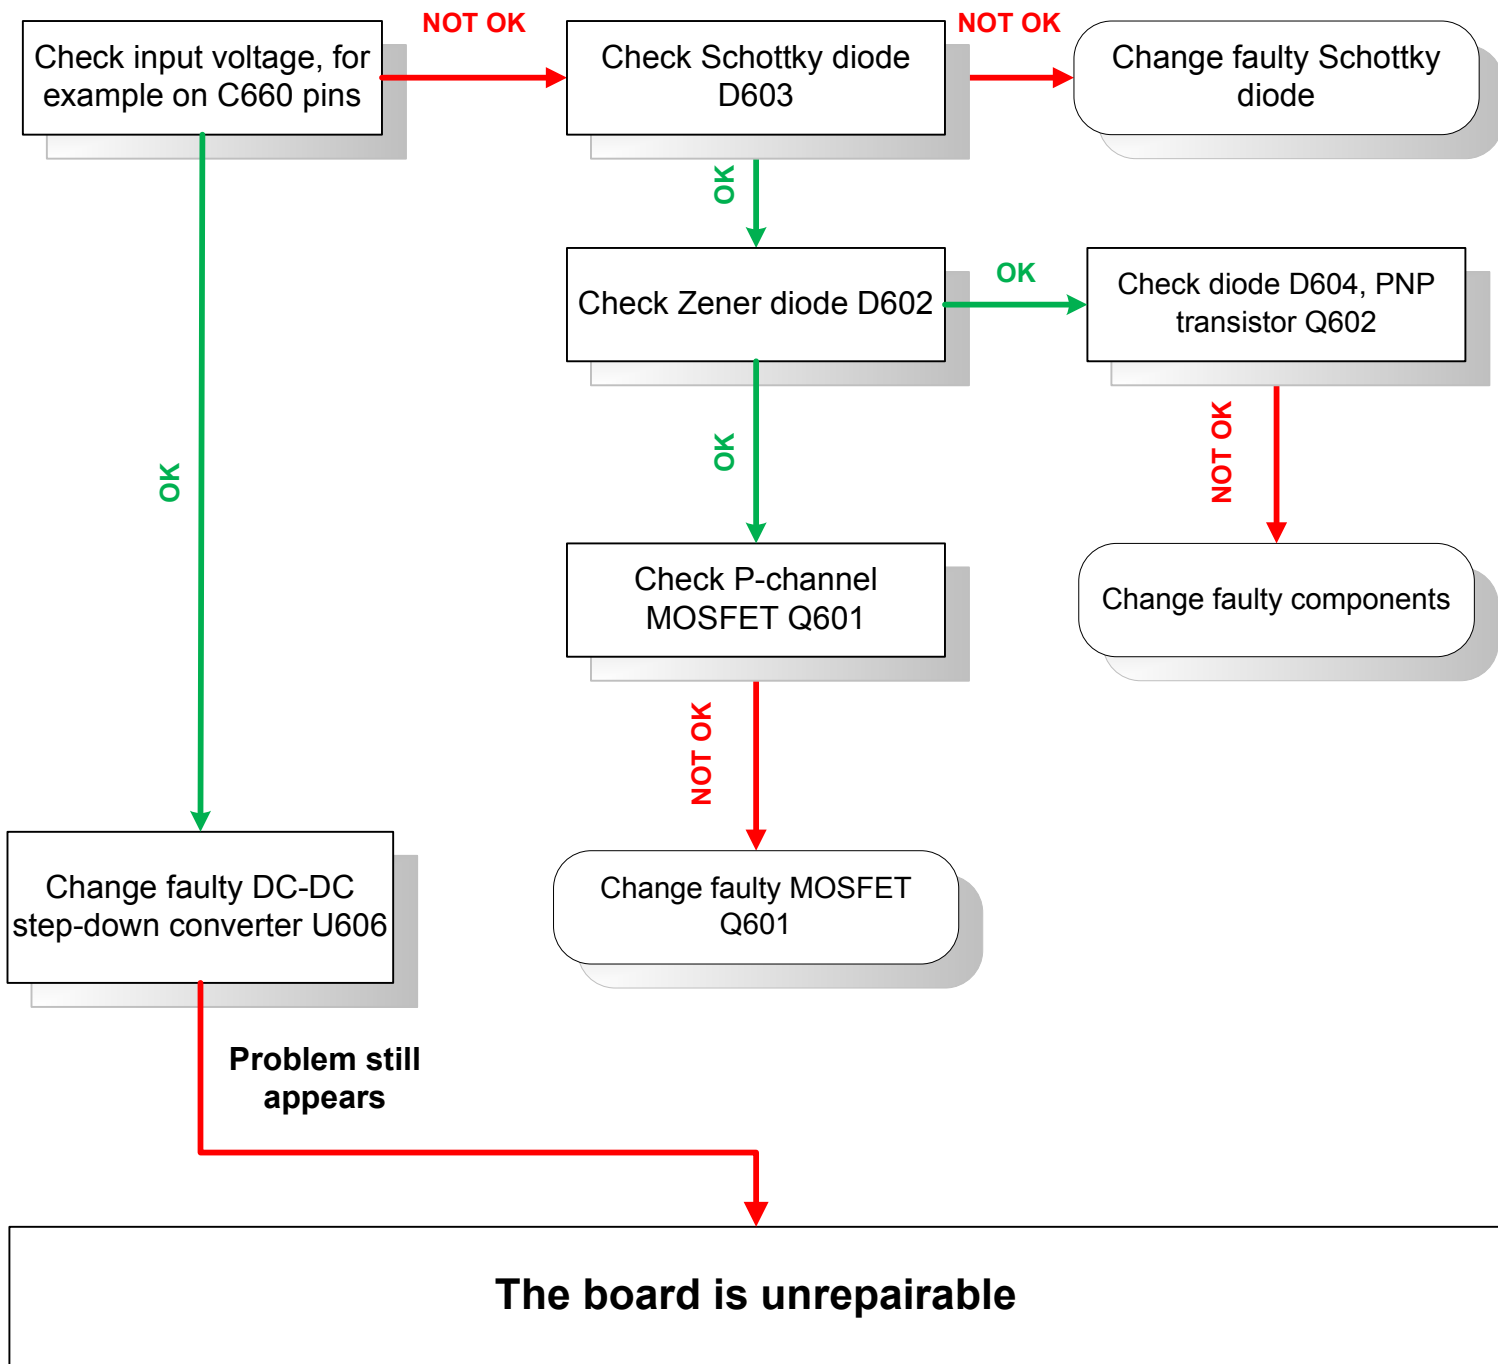 NOT OK
NOT OK
Check input voltage, for
example on C660 pins
Check Schottky diode
D603
Change faulty Schottky
diode
OK
Check Zener diode D602
OK
Check diode D604, PNP
transistor Q602
OK
OK
NOT OK
Check P-channel
MOSFET Q601
Change faulty components
NOT OK
Change faulty DC-DC
step-down converter U606
Change faulty MOSFET
Q601
Problem still
appears
The board is unrepairable